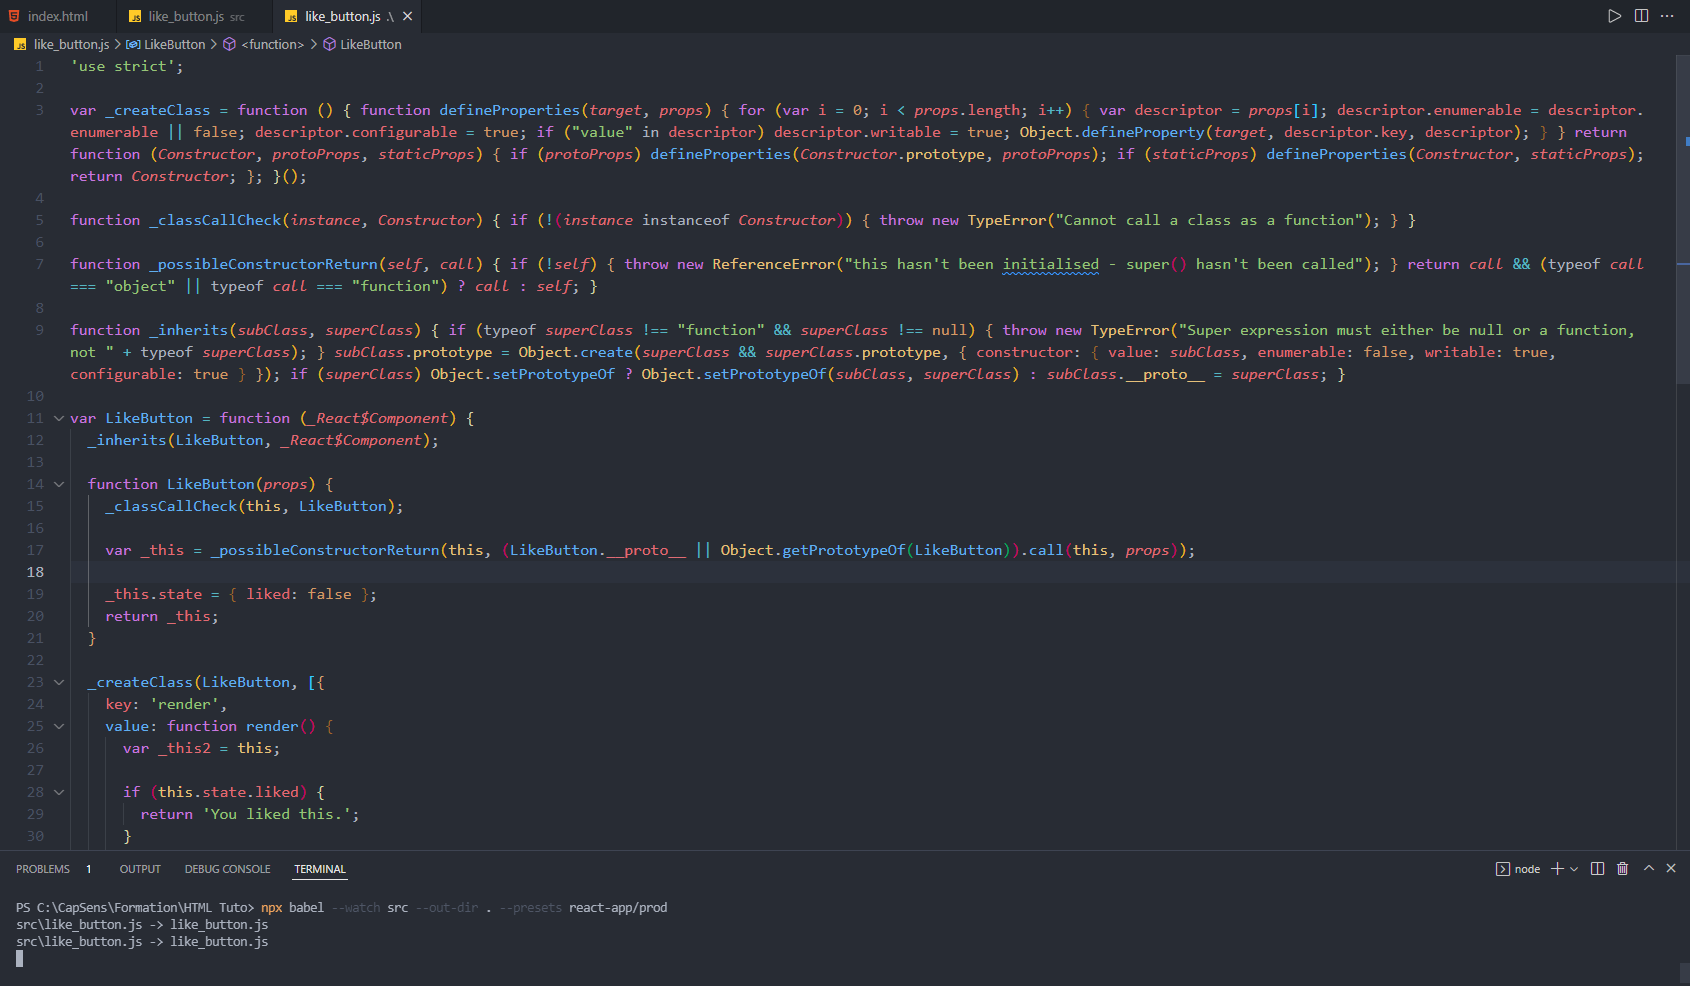 index.html
like_button.js src
like_button.js .\
like_button.js > LikeButton > <function> > LikeButton
1 'use strict';
2
3 var _createClass = function () { function defineProperties(target, props) { for (var i = 0; i < props.length; i++) { var descriptor = props[i]; descriptor.enumerable = descriptor.
enumerable || false; descriptor.configurable = true; if ("value" in descriptor) descriptor.writable = true; Object.defineProperty(target, descriptor.key, descriptor); } } return
function (Constructor, protoProps, staticProps) { if (protoProps) defineProperties(Constructor.prototype, protoProps); if (staticProps) defineProperties(Constructor, staticProps);
return Constructor; }; }();
4
5 function _classCallCheck(instance, Constructor) { if (!(instance instanceof Constructor)) { throw new TypeError("Cannot call a class as a function"); } }
6
7 function _possibleConstructorReturn(self, call) { if (!self) { throw new ReferenceError("this hasn't been initialised - super() hasn't been called"); } return call && (typeof call
=== "object" || typeof call === "function") ? call : self; }
8
9 function _inherits(subClass, superClass) { if (typeof superClass !== "function" && superClass !== null) { throw new TypeError("Super expression must either be null or a function,
not " + typeof superClass); } subClass.prototype = Object.create(superClass && superClass.prototype, { constructor: { value: subClass, enumerable: false, writable: true,
configurable: true } }); if (superClass) Object.setPrototypeOf ? Object.setPrototypeOf(subClass, superClass) : subClass.__proto__ = superClass; }
10
11 var LikeButton = function (_React$Component) {
12 _inherits(LikeButton, _React$Component);
13
14 function LikeButton(props) {
15 _classCallCheck(this, LikeButton);
16
17 var _this = _possibleConstructorReturn(this, (LikeButton.__proto__ || Object.getPrototypeOf(LikeButton)).call(this, props));
18
19 _this.state = { liked: false };
20 return _this;
21 }
22
23 _createClass(LikeButton, [{
24 key: 'render',
25 value: function render() {
26 var _this2 = this;
27
28 if (this.state.liked) {
29 return 'You liked this.';
30 }
PROBLEMS 1 OUTPUT DEBUG CONSOLE TERMINAL node
PS C:\CapSens\Formation\HTML Tuto> npx babel --watch src --out-dir . --presets react-app/prod
src\like_button.js -> like_button.js
src\like_button.js -> like_button.js